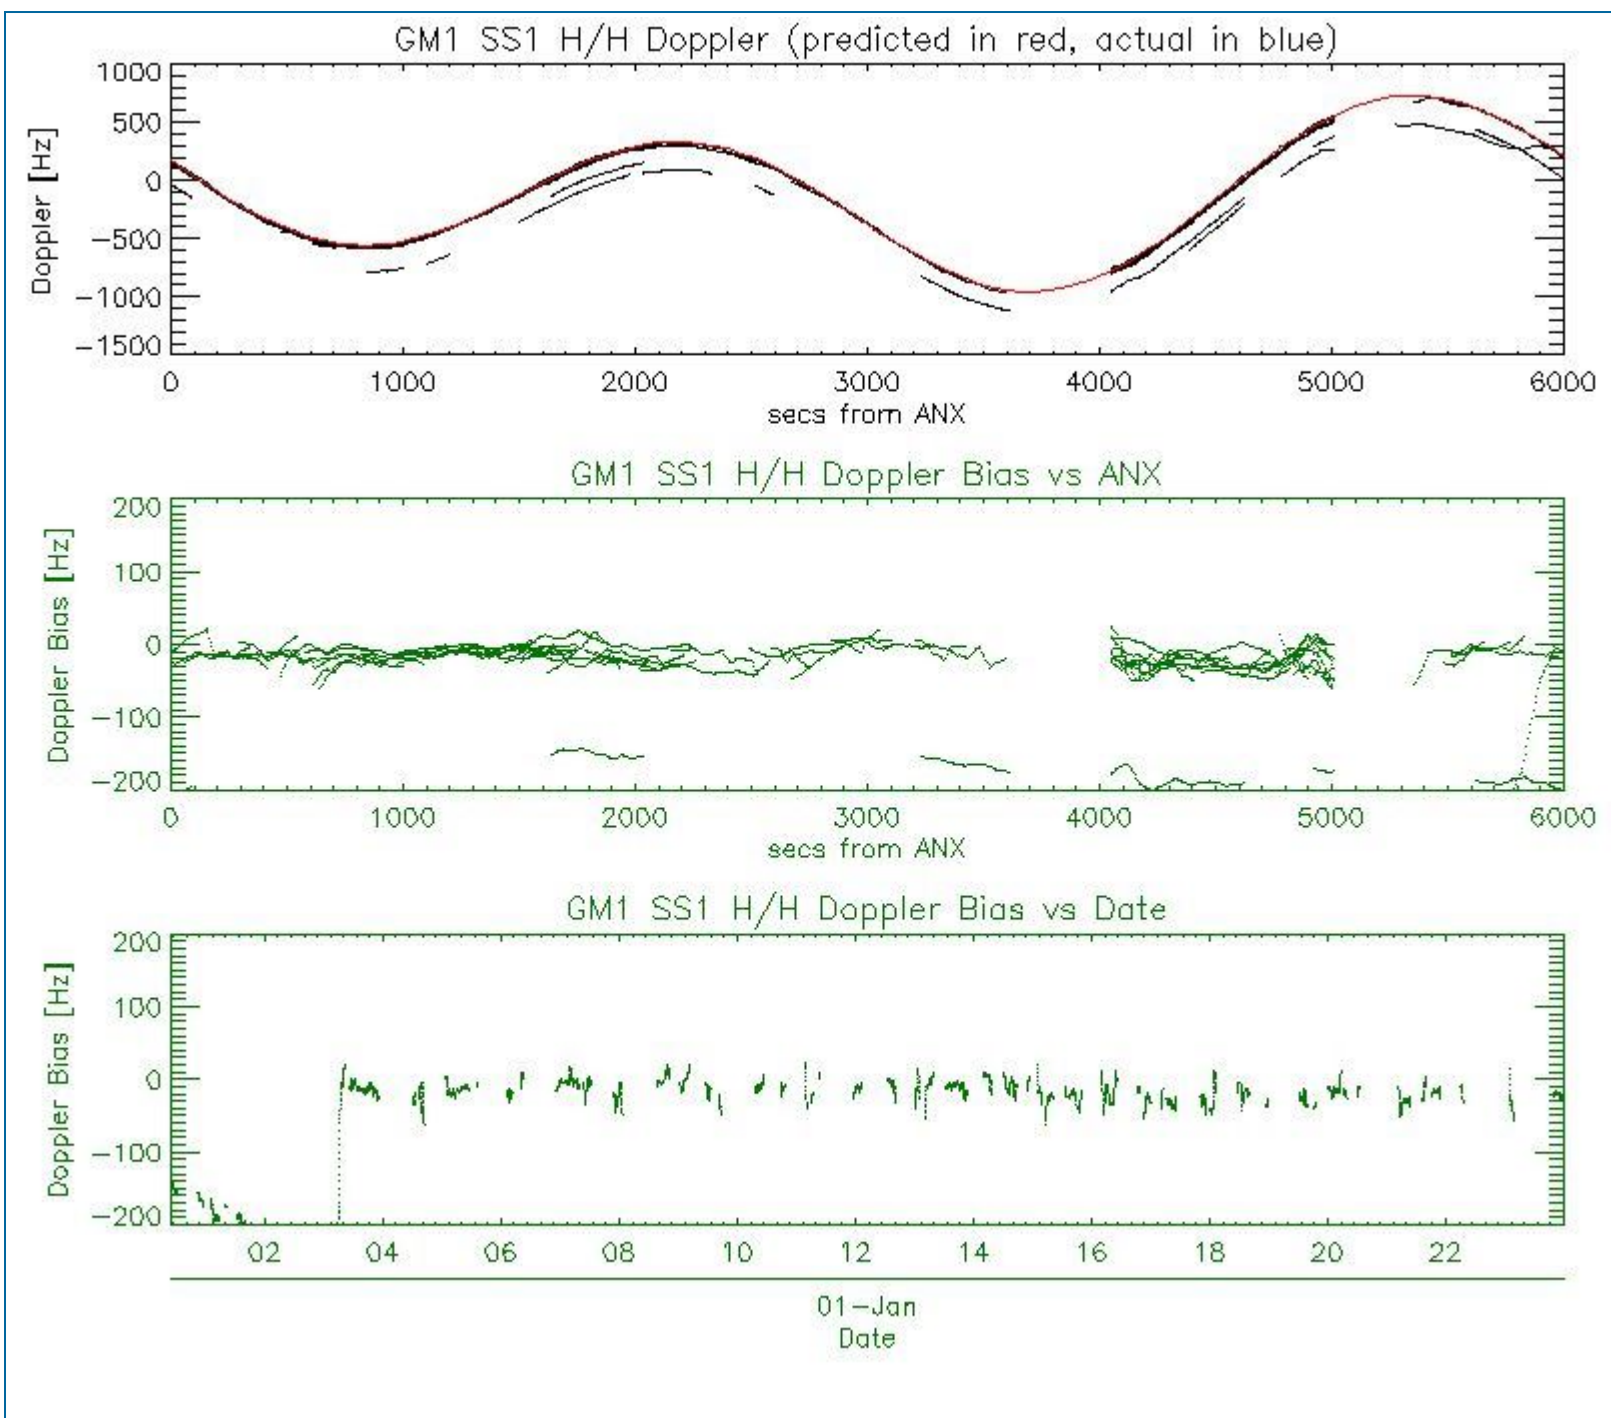 GM1 SS1 H/H Doppler (predicted in red, actual in blue)
1000
500
0
−500
−1000
−1500
Doppler [Hz]
0 1000 2000 3000 4000 5000 6000
secs from ANX
GM1 SS1 H/H Doppler Bias vs ANX
200
100
0
−100
−200
Doppler Bias [Hz]
0 1000 2000 3000 4000 5000 6000
secs from ANX
GM1 SS1 H/H Doppler Bias vs Date
200
100
0
−100
−200
Doppler Bias [Hz]
02 04 06 08 10 12 14 16 18 20 22
01−Jan
Date